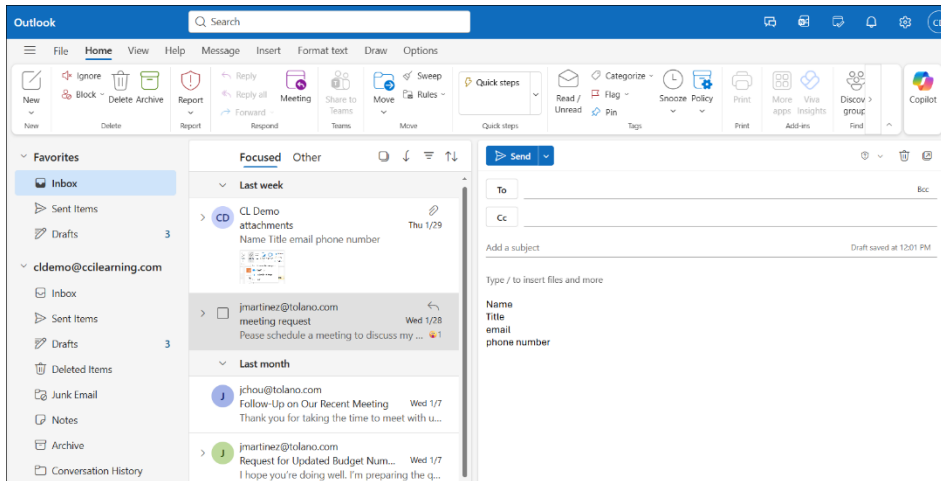 Outlook
Search
CE
File Home View Help Message Insert Format text Draw Options
New
Ignore
Block
Delete
Archive
Report
Reply
Reply all
Forward
Meeting
Share to Teams
Move
Sweep
Rules
Quick steps
Read / Unread
Categorize
Flag
Pin
Snooze
Policy
Print
More apps
Viva Insights
Discov
group
Copilot
New Delete Report Respond Teams Move Quick steps Tags Print Add-ins Find
Favorites
Inbox
Sent Items
Drafts 3
cldemo@ccilearning.com
Inbox
Sent Items
Drafts 3
Deleted Items
Junk Email
Notes
Archive
Conversation History
Focused Other
Last week
CD
CL Demo
attachments Thu 1/29
Name Title email phone number
jmartinez@tolano.com
meeting request Wed 1/28
Pease schedule a meeting to discuss my ... 1
Last month
J
jchou@tolano.com
Follow-Up on Our Recent Meeting Wed 1/7
Thank you for taking the time to meet with u...
J
jmartinez@tolano.com
Request for Updated Budget Num... Wed 1/7
I hope you're doing well. I'm preparing the q...
Send
To Bcc
Cc
Add a subject Draft saved at 12:01 PM
Type / to insert files and more
Name
Title
email
phone number